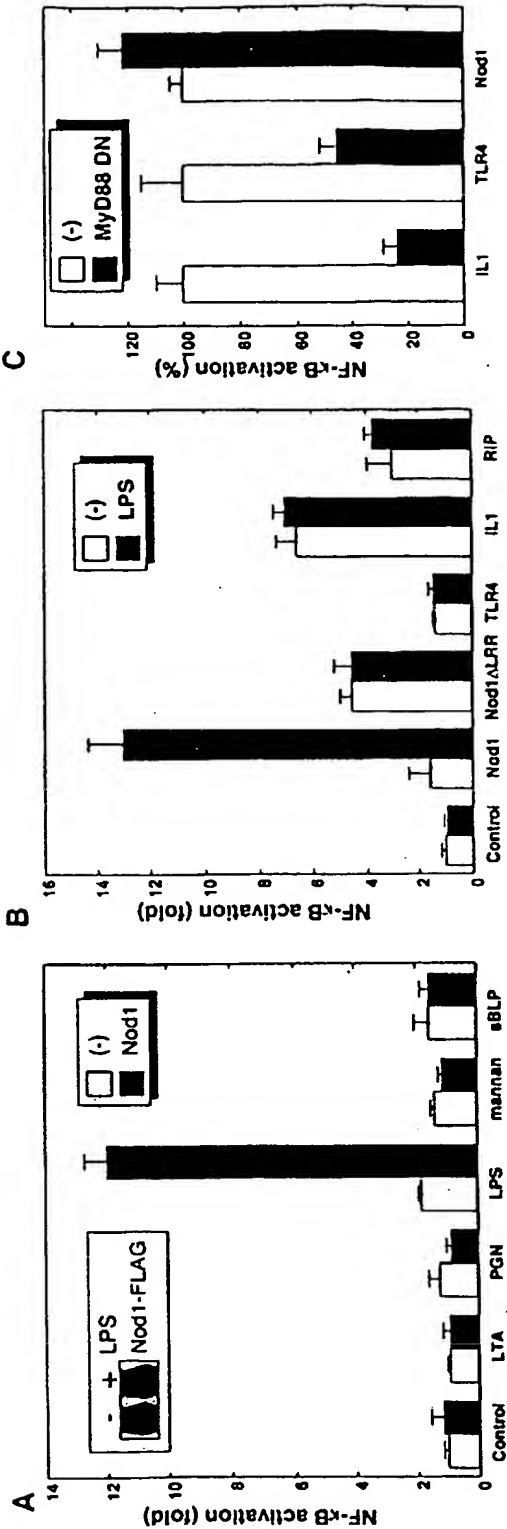 A
NF-κB activation (fold)
14
12
10
8
6
4
2
0
- + LPS
Nod1-FLAG
(-)
Nod1
Control LTA PGN LPS mannan sBLP
B
NF-κB activation (fold)
16
14
12
10
8
6
4
2
0
(-)
LPS
Control Nod1 Nod1ΔLRR TLR4 IL1 RIP
C
NF-κB activation (%)
120
100
80
60
40
20
0
(-)
MyD88 DN
IL1 TLR4 Nod1